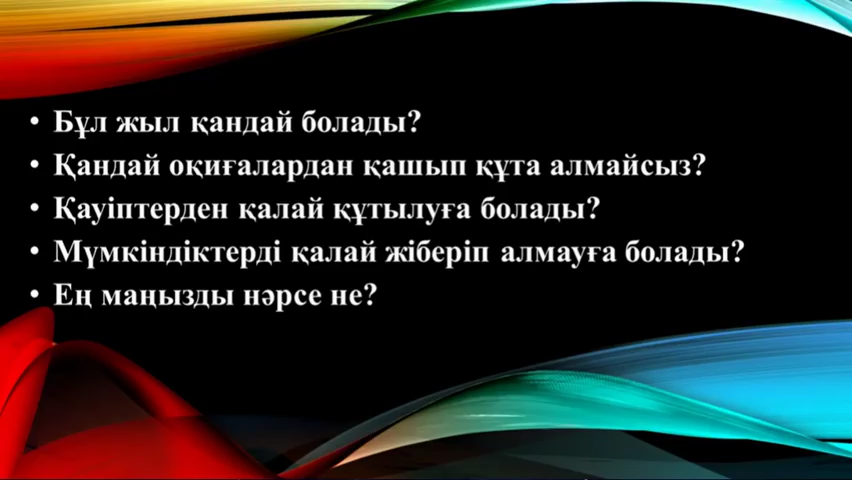 • Бұл жыл қандай болады?
• Қандай оқиғалардан қашып құта алмайсыз?
• Қауіптерден қалай құтылуға болады?
• Мүмкіндіктерді қалай жіберіп алмауға болады?
• Ең маңызды нәрсе не?